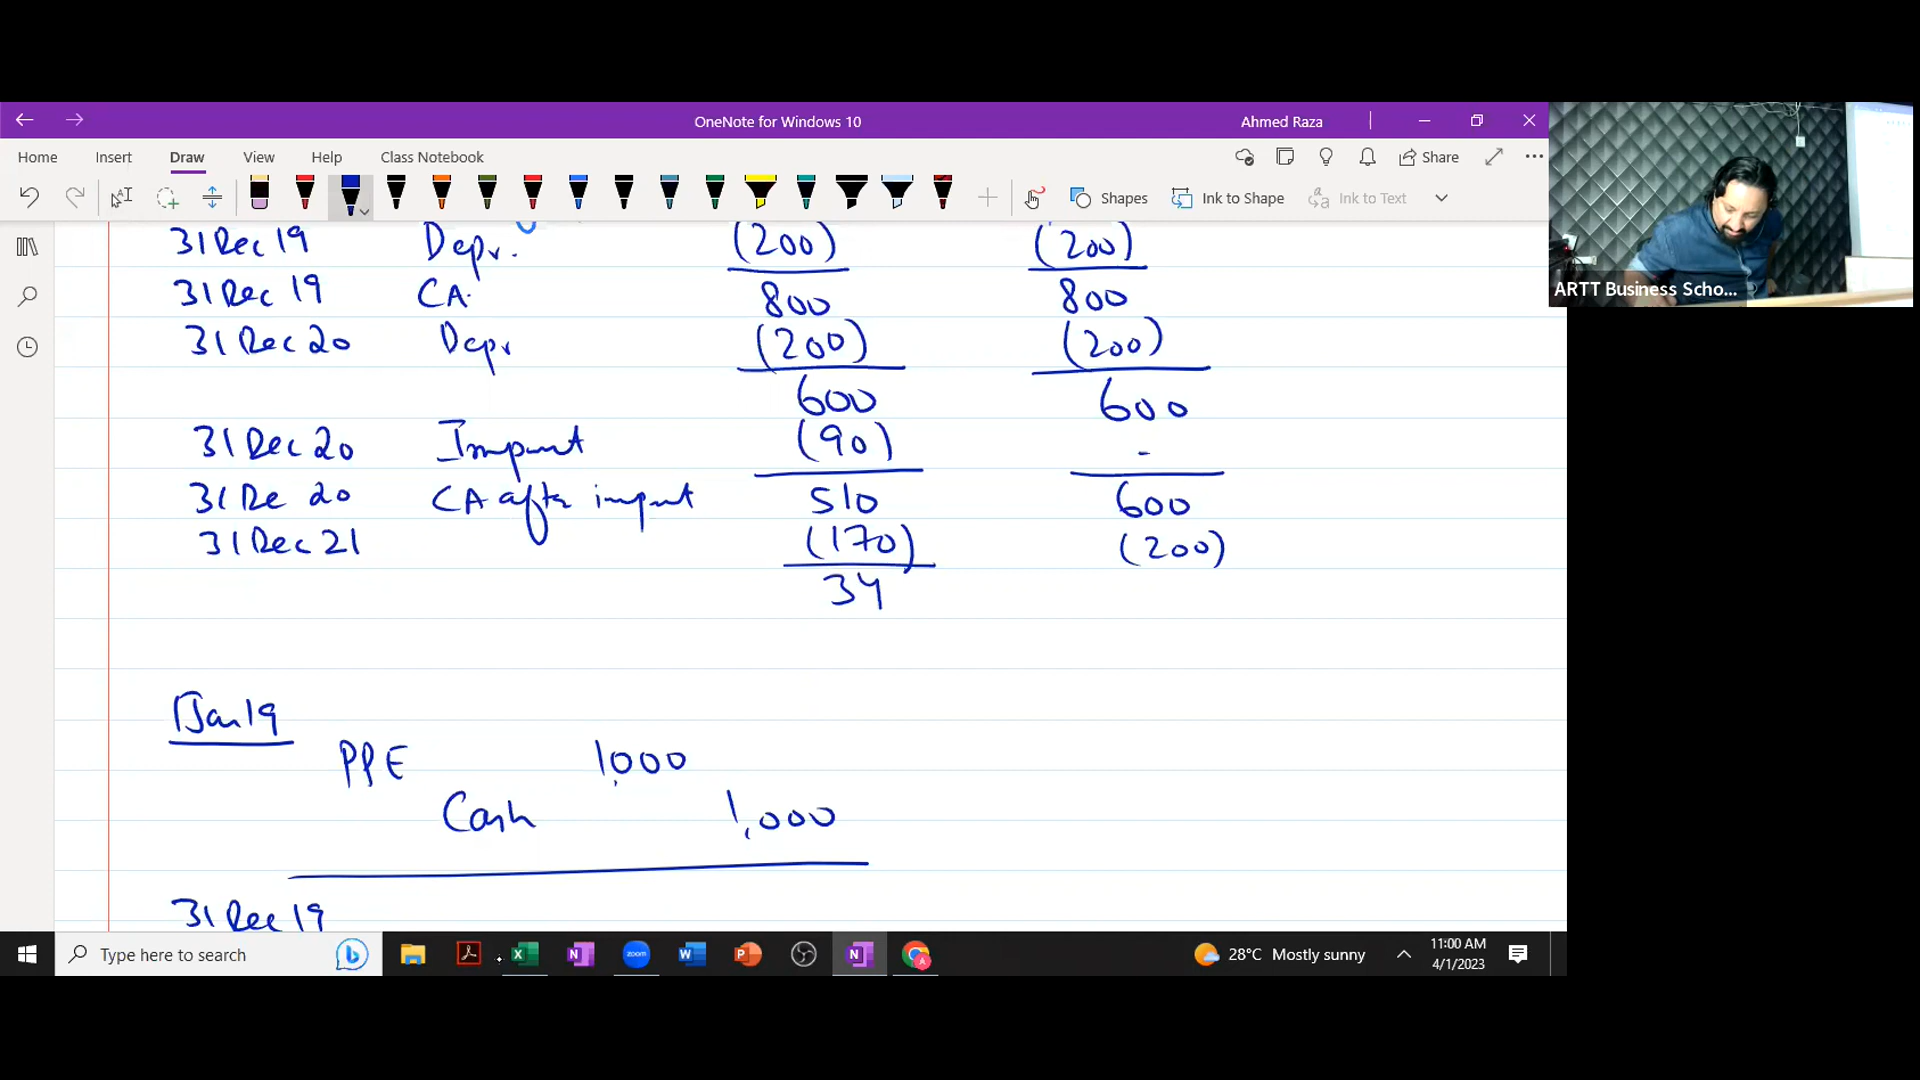 OneNote for Windows 10
Ahmed Raza
Home Insert Draw View Help Class Notebook Share
Shapes Ink to Shape Ink to Text
ARTT Business Scho...
31 Dec 19 Depr. (200) (200)
31 Dec 19 CA. 800 800
31 Dec 20 Depr (200) (200)
600 600
31 Dec 20 Impmt (90) -
31 De 20 CA after impmt 510 600
31 Dec 21 (170) (200)
34
1 Jan 19
PPE 1,000
Cash 1,000
31 Dec 19
Type here to search
zoom
28°C Mostly sunny
11:00 AM
4/1/2023